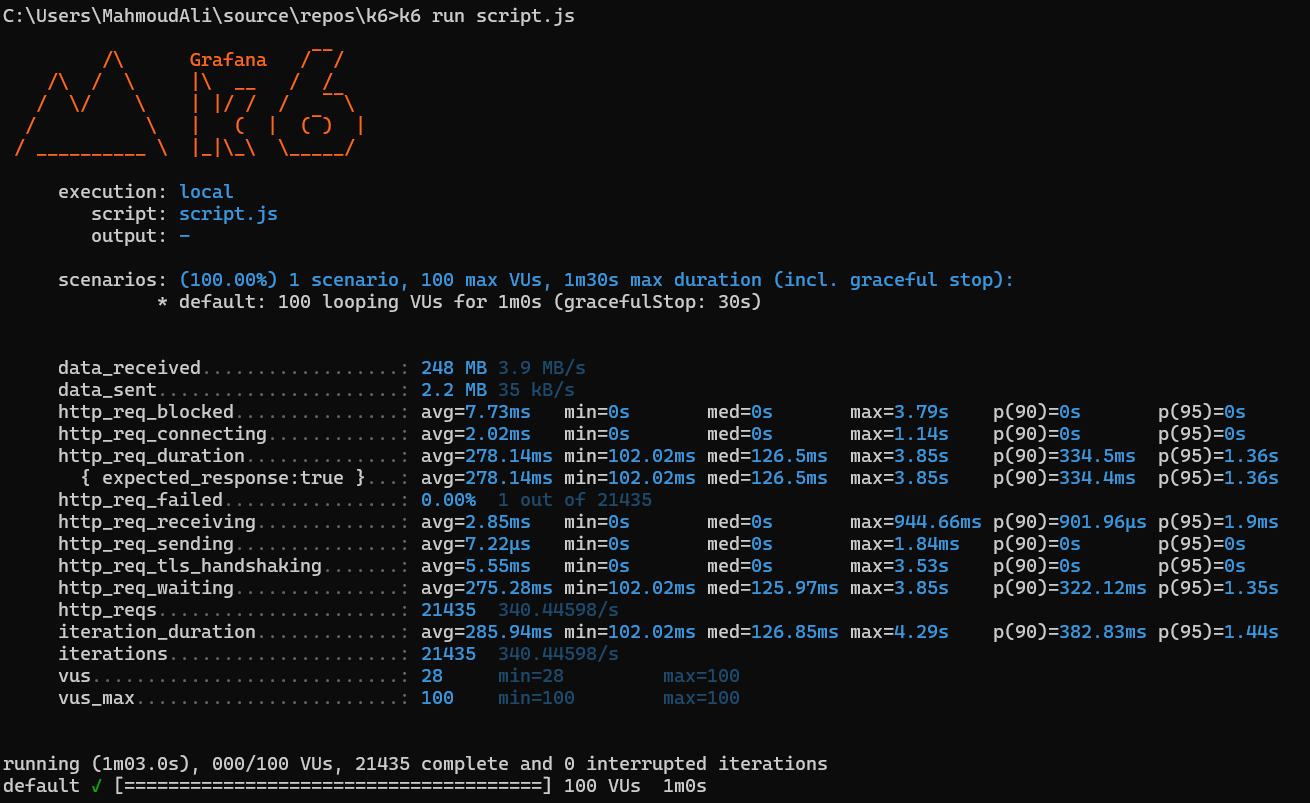 C:\Users\MahmoudAli\source\repos\k6>k6 run script.js
Grafana
k6
execution: local
script: script.js
output: -
scenarios: (100.00%) 1 scenario, 100 max VUs, 1m30s max duration (incl. graceful stop):
* default: 100 looping VUs for 1m0s (gracefulStop: 30s)
data_received..................: 248 MB 3.9 MB/s
data_sent......................: 2.2 MB 35 kB/s
http_req_blocked...............: avg=7.73ms min=0s med=0s max=3.79s p(90)=0s p(95)=0s
http_req_connecting............: avg=2.02ms min=0s med=0s max=1.14s p(90)=0s p(95)=0s
http_req_duration..............: avg=278.14ms min=102.02ms med=126.5ms max=3.85s p(90)=334.5ms p(95)=1.36s
{ expected_response:true }...: avg=278.14ms min=102.02ms med=126.5ms max=3.85s p(90)=334.4ms p(95)=1.36s
http_req_failed................: 0.00% 1 out of 21435
http_req_receiving.............: avg=2.85ms min=0s med=0s max=944.66ms p(90)=901.96µs p(95)=1.9ms
http_req_sending...............: avg=7.22µs min=0s med=0s max=1.84ms p(90)=0s p(95)=0s
http_req_tls_handshaking.......: avg=5.55ms min=0s med=0s max=3.53s p(90)=0s p(95)=0s
http_req_waiting...............: avg=275.28ms min=102.02ms med=125.97ms max=3.85s p(90)=322.12ms p(95)=1.35s
http_reqs......................: 21435 340.44598/s
iteration_duration.............: avg=285.94ms min=102.02ms med=126.85ms max=4.29s p(90)=382.83ms p(95)=1.44s
iterations.....................: 21435 340.44598/s
vus............................: 28 min=28 max=100
vus_max........................: 100 min=100 max=100
running (1m03.0s), 000/100 VUs, 21435 complete and 0 interrupted iterations
default ✓ [======================================] 100 VUs 1m0s